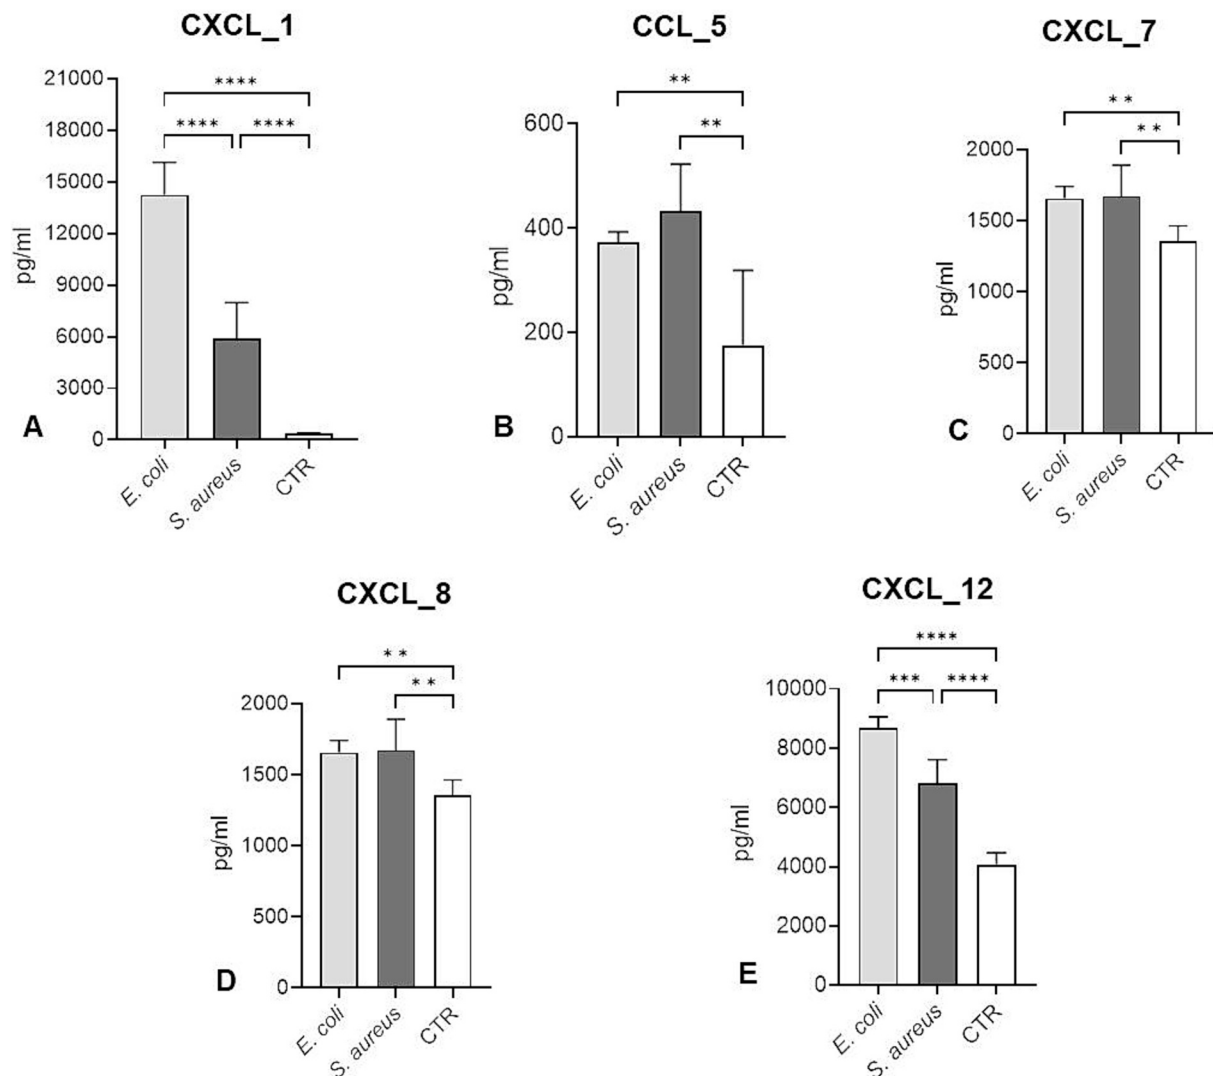 CXCL_1
21000
18000
15000
12000
9000
6000
3000
0
pg/ml
****
**** ****
A
E. coli
S. aureus
CTR
CCL_5
600
400
200
0
pg/ml
**
**
B
E. coli
S. aureus
CTR
CXCL_7
2000
1500
1000
500
0
pg/ml
* *
* *
C
E. coli
S. aureus
CTR
CXCL_8
2000
1500
1000
500
0
pg/ml
* *
* *
D
E. coli
S. aureus
CTR
CXCL_12
10000
8000
6000
4000
2000
0
pg/ml
****
*** ****
E
E. coli
S. aureus
CTR